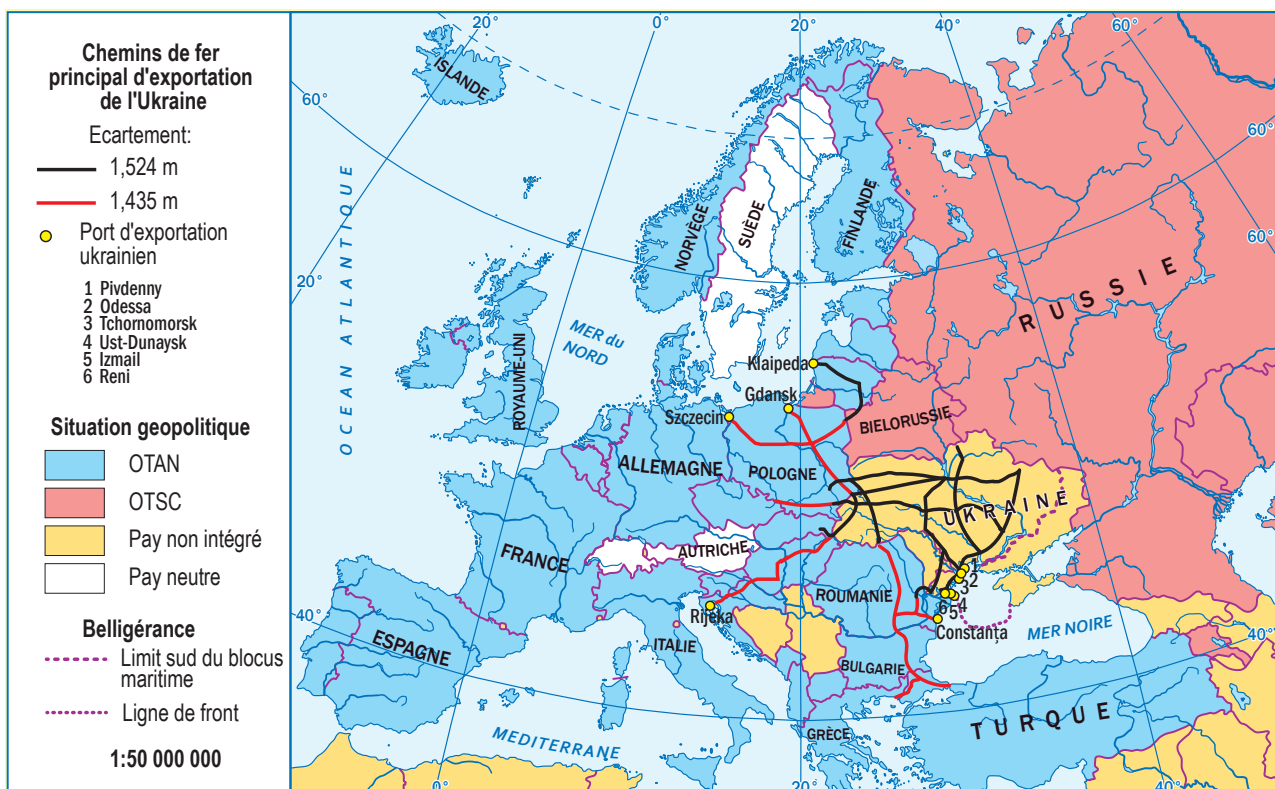 Chemins de fer
principal d'exportation
de l'Ukraine
Ecartement:
1,524 m
1,435 m
Port d'exportation
ukrainien
1 Pivdenny
2 Odessa
3 Tchornomorsk
4 Ust-Dunaysk
5 Izmail
6 Reni
Situation geopolitique
OTAN
OTSC
Pay non intégré
Pay neutre
Belligérance
Limit sud du blocus
maritime
Ligne de front
1:50 000 000
20°
0°
20°
40°
60°
60°
60°
60°
20°
40°
40°
0°
20°
40°
ISLANDE
OCEAN ATLANTIQUE
NORVÈGE
SUÈDE
FINLANDE
RUSSIE
MER du
NORD
ROYAUME-UNI
Klaipeda
Gdansk
Szczecin
BIELORUSSIE
ALLEMAGNE
POLOGNE
UKRAINE
FRANCE
AUTRICHE
ROUMANIE
1
2
3
4
5
6
Rijeka
Constanța
MER NOIRE
ESPAGNE
ITALIE
BULGARIE
TURQUE
GRÈCE
MEDITERRANE